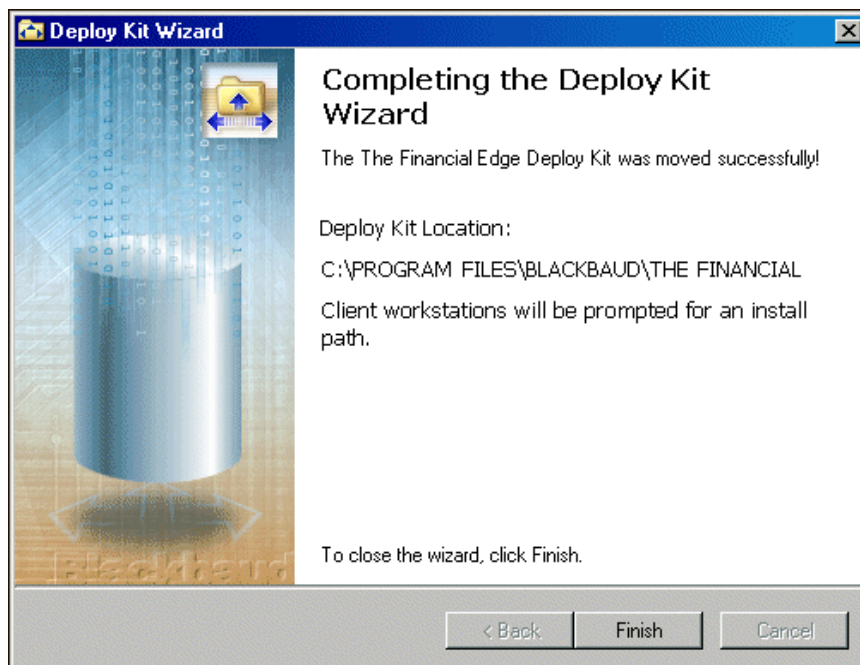 Deploy Kit Wizard
Completing the Deploy Kit
Wizard
The The Financial Edge Deploy Kit was moved successfully!
Deploy Kit Location:
C:\PROGRAM FILES\BLACKBAUD\THE FINANCIAL
Client workstations will be prompted for an install
path.
To close the wizard, click Finish.
Blackbaud
< Back
Finish
Cancel